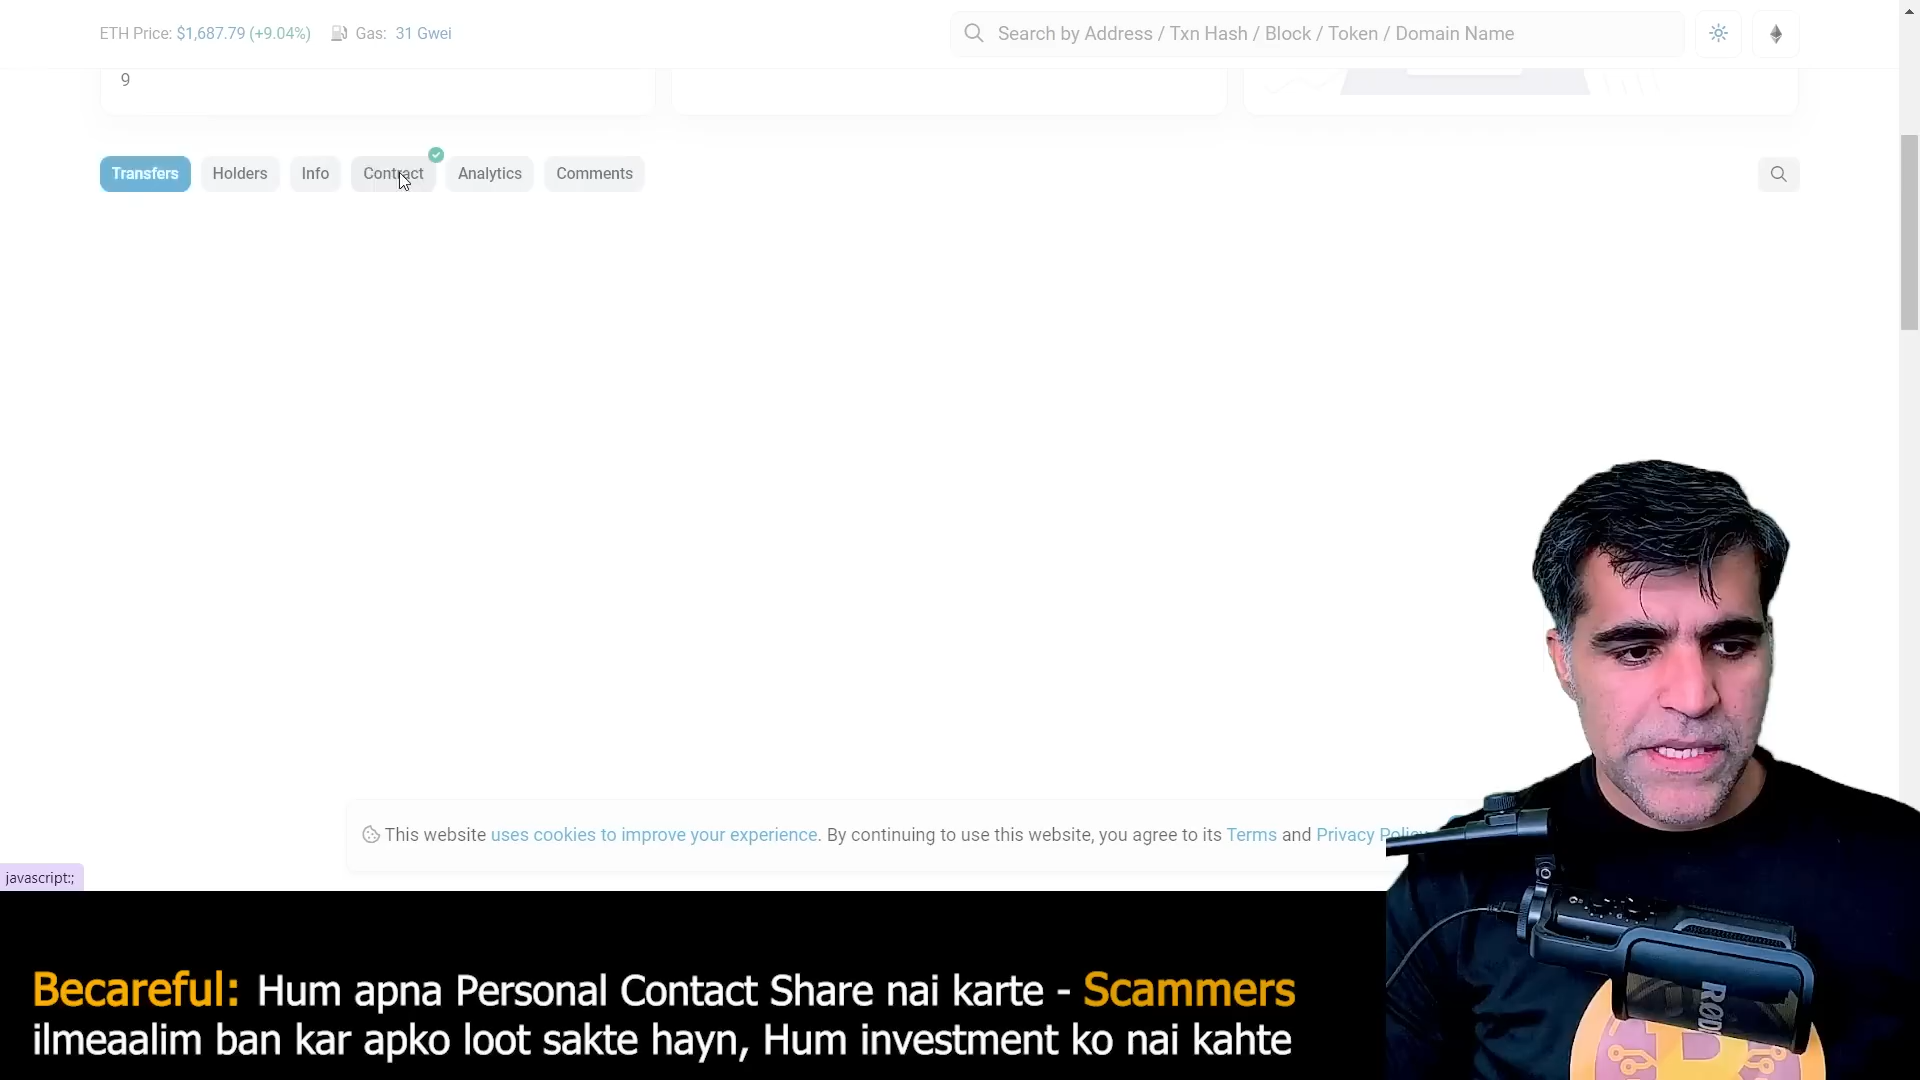 ETH Price: $1,687.79 (+9.04%) Gas: 31 Gwei
Search by Address / Txn Hash / Block / Token / Domain Name
9
Transfers Holders Info Contract Analytics Comments
This website uses cookies to improve your experience. By continuing to use this website, you agree to its Terms and Privacy Policy
javascript:;
Becareful: Hum apna Personal Contact Share nai karte - Scammers
ilmeaalim ban kar apko loot sakte hayn, Hum investment ko nai kahte
RØDE